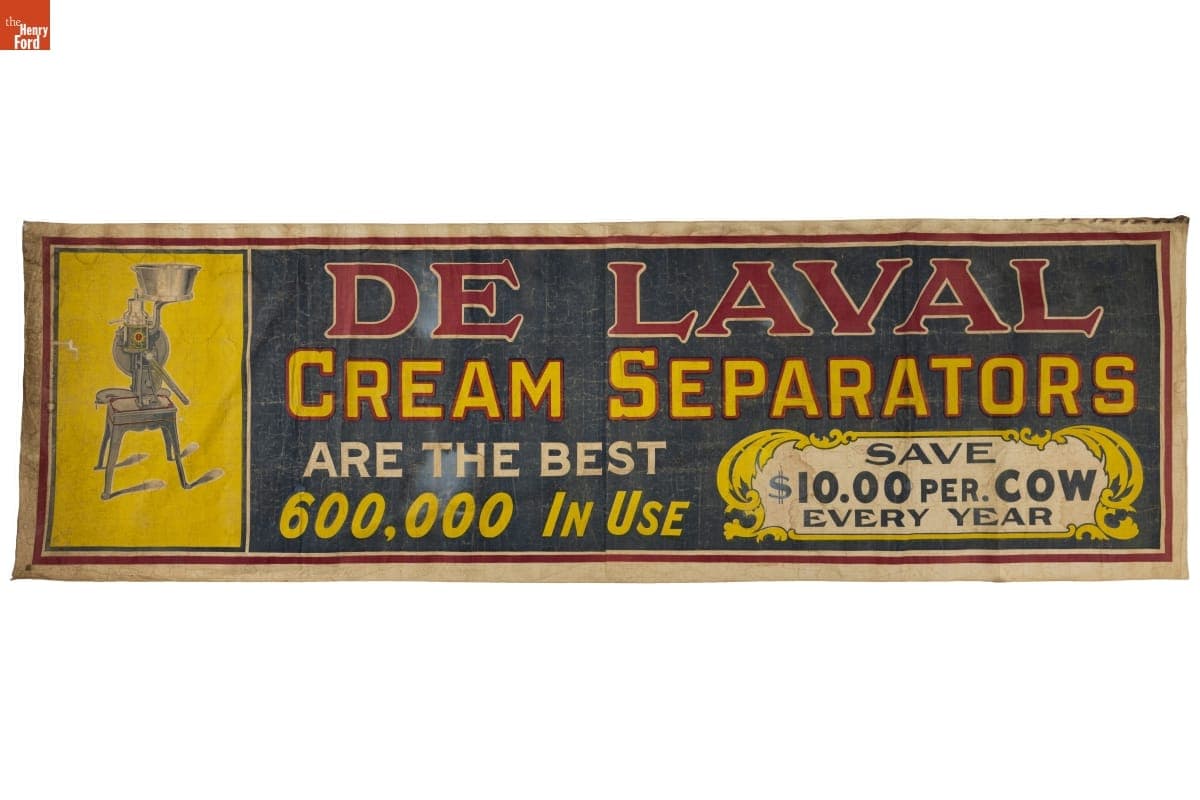 the
Henry
Ford
DE LAVAL
CREAM SEPARATORS
ARE THE BEST
600,000 IN USE
SAVE
$10.00 PER. COW
EVERY YEAR